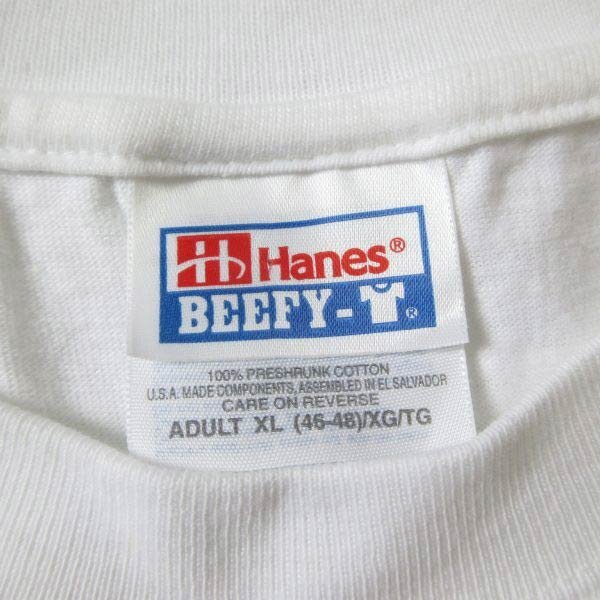 Hanes®
BEEFY-T®
100% PRESHRUNK COTTON
U.S.A. MADE COMPONENTS, ASSEMBLED IN EL SALVADOR
CARE ON REVERSE
ADULT XL (46-48)/XG/TG